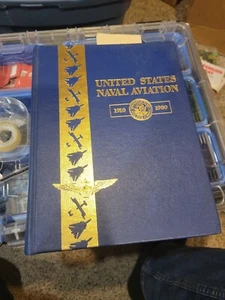 UNITED STATES
NAVAL AVIATION
1910 1980